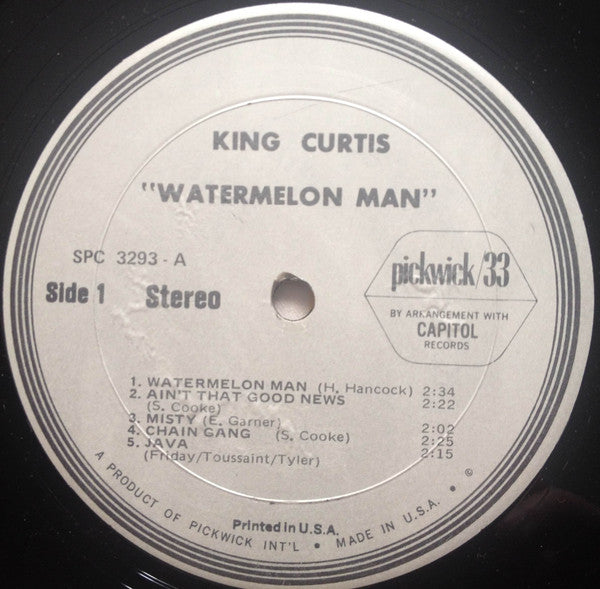 KING CURTIS
"WATERMELON MAN"
SPC 3293 - A
Side 1 Stereo
pickwick/33
BY ARRANGEMENT WITH
CAPITOL
RECORDS
1. WATERMELON MAN (H. Hancock) 2:34
2. AIN'T THAT GOOD NEWS
(S. Cooke) 2:22
3. MISTY (E. Garner) 2:02
4. CHAIN GANG (S. Cooke) 2:25
5. JAVA
(Friday/Toussaint/Tyler) 2:15
Printed in U.S.A.
A PRODUCT OF PICKWICK INT'L • MADE IN U.S.A. • ©